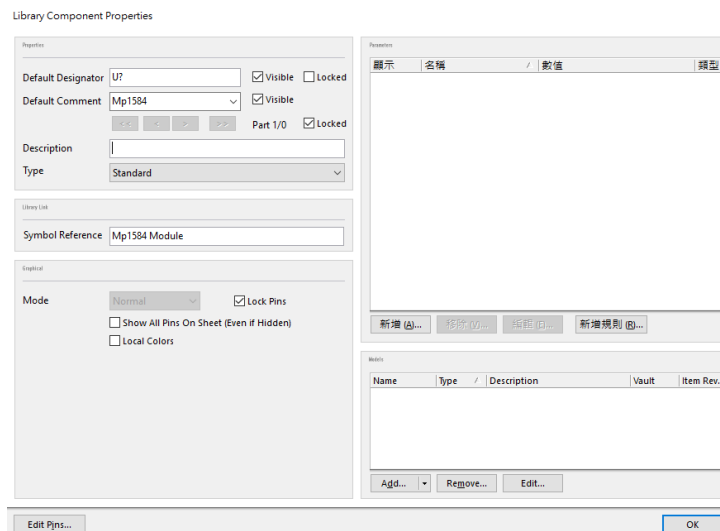 Library Component Properties
Properties
Default Designator U? Visible Locked
Default Comment Mp1584 Visible
<< < > >> Part 1/0 Locked
Description
Type Standard
Library Link
Symbol Reference Mp1584 Module
Graphical
Mode Normal Lock Pins
Show All Pins On Sheet (Even if Hidden)
Local Colors
Parameters
顯示 名稱 / 數值 類型
新增 (A)... 移除 (V)... 編輯 (E)... 新增規則 (R)...
Models
Name Type / Description Vault Item Rev...
Add... Remove... Edit...
Edit Pins... OK